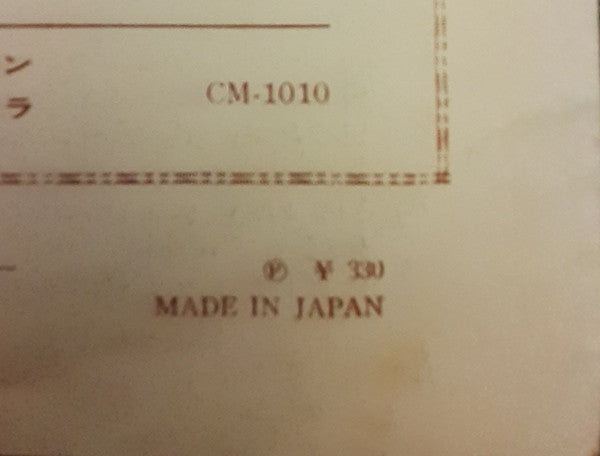 ン
ラ
CM-1010
Ⓟ ¥ 330
MADE IN JAPAN